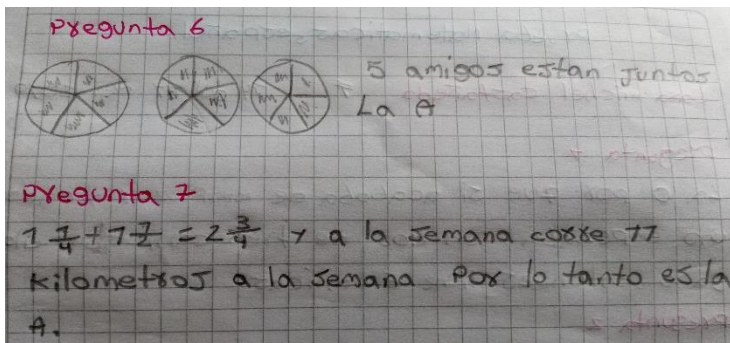 Pregunta 6
5 amigos estan juntos
La A
Pregunta 7
1 1/4 + 1 1/2 = 2 3/4 y a la semana corre 11
kilometros a la semana por lo tanto es la
A.